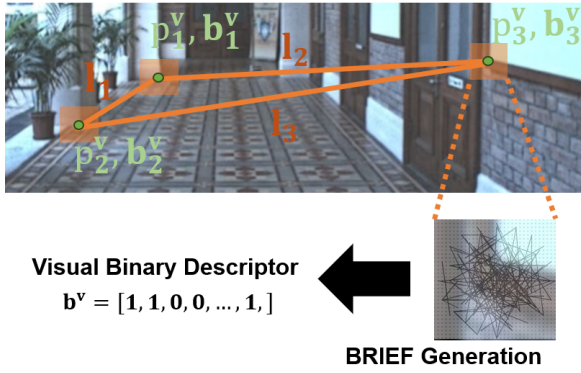 p₁ᵛ, b₁ᵛ
p₃ᵛ, b₃ᵛ
l₁
l₂
p₂ᵛ, b₂ᵛ
l₃
Visual Binary Descriptor
bᵛ = [1, 1, 0, 0, ..., 1, ]
BRIEF Generation